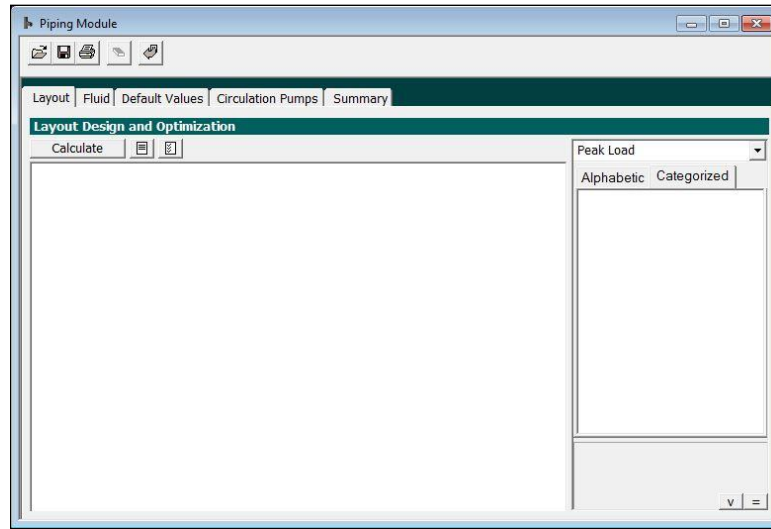 Piping Module
Layout Fluid Default Values Circulation Pumps Summary
Layout Design and Optimization
Calculate
Peak Load
Alphabetic Categorized
v =